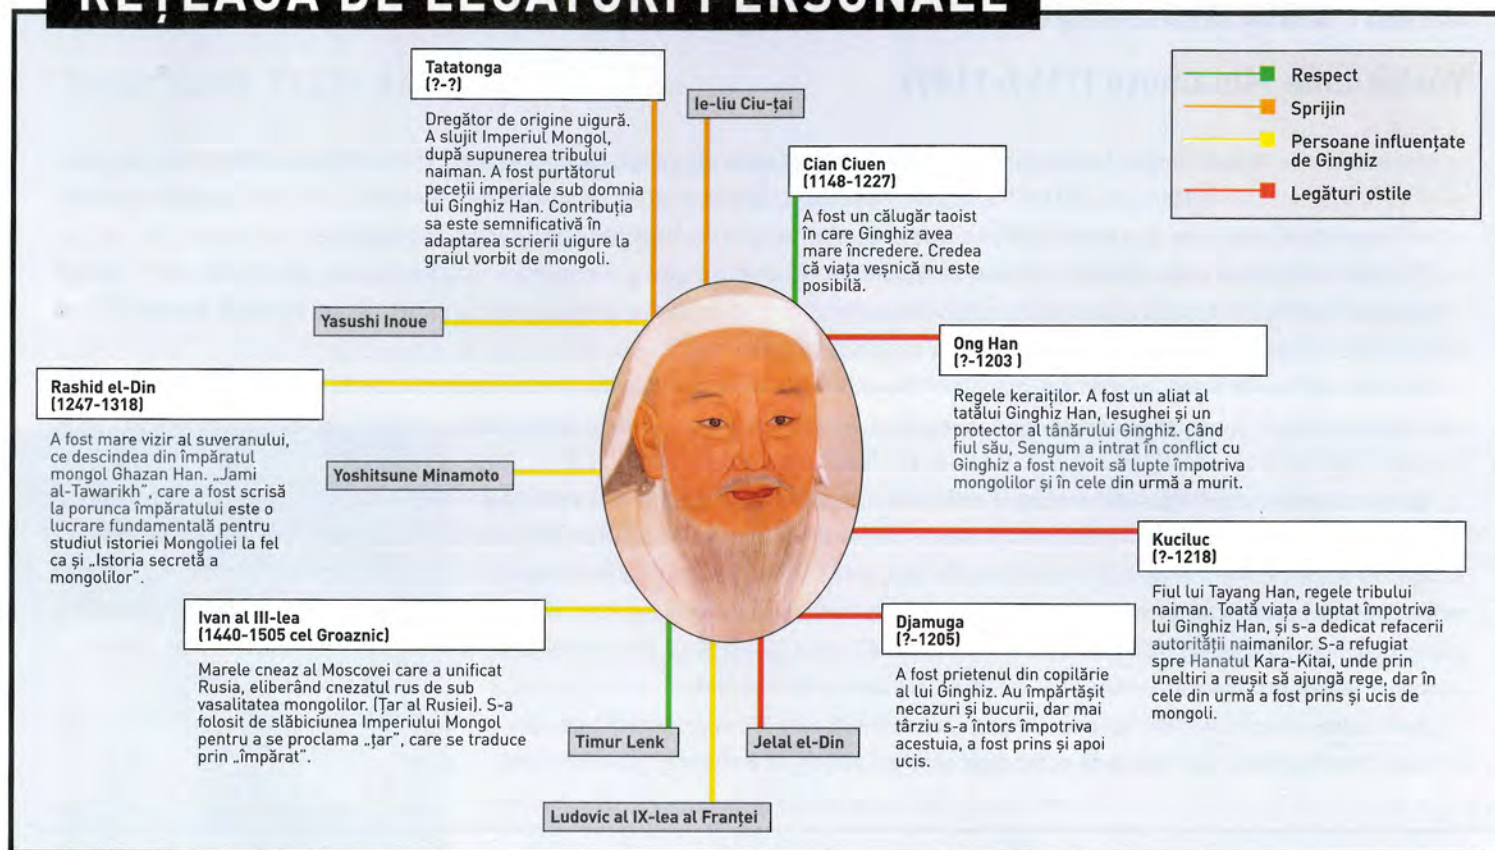 REȚEAUA DE LEGĂTURI PERSONALE
Tatatonga
(?-?)
Dregător de origine uigură.
A slujit Imperiul Mongol,
după supunerea tribului
naiman. A fost purtătorul
peceții imperiale sub domnia
lui Ginghiz Han. Contribuția
sa este semnificativă în
adaptarea scrierii uigure la
graiul vorbit de mongoli.
Ie-liu Ciu-țai
Cian Ciuen
(1148-1227)
A fost un călugăr taoist
în care Ginghiz avea
mare încredere. Credea
că viața veșnică nu este
posibilă.
Respect
Sprijin
Persoane influențate
de Ginghiz
Legături ostile
Yasushi Inoue
Ong Han
(?-1203 )
Regele keraiților. A fost un aliat al
tatălui Ginghiz Han, Iesughei și un
protector al tânărului Ginghiz. Când
fiul său, Sengum a intrat în conflict cu
Ginghiz a fost nevoit să lupte împotriva
mongolilor și în cele din urmă a murit.
Rashid el-Din
(1247-1318)
A fost mare vizir al suveranului,
ce descindea din împăratul
mongol Ghazan Han. „Jami
al-Tawarikh”, care a fost scrisă
la porunca împăratului este o
lucrare fundamentală pentru
studiul istoriei Mongoliei la fel
ca și „Istoria secretă a
mongolilor”.
Yoshitsune Minamoto
Kuciluc
(?-1218)
Fiul lui Tayang Han, regele tribului
naiman. Toată viața a luptat împotriva
lui Ginghiz Han, și s-a dedicat refacerii
autorității naimanilor. S-a refugiat
spre Hanatul Kara-Kitai, unde prin
uneltiri a reușit să ajungă rege, dar în
cele din urmă a fost prins și ucis de
mongoli.
Ivan al III-lea
(1440-1505 cel Groaznic)
Marele cneaz al Moscovei care a unificat
Rusia, eliberând cnezatul rus de sub
vasalitatea mongolilor. (Țar al Rusiei). S-a
folosit de slăbiciunea Imperiului Mongol
pentru a se proclama „țar”, care se traduce
prin „împărat”.
Djamuga
(?-1205)
A fost prietenul din copilărie
al lui Ginghiz. Au împărtășit
necazuri și bucurii, dar mai
târziu s-a întors împotriva
acestuia, a fost prins și apoi
ucis.
Timur Lenk
Jelal el-Din
Ludovic al IX-lea al Franței